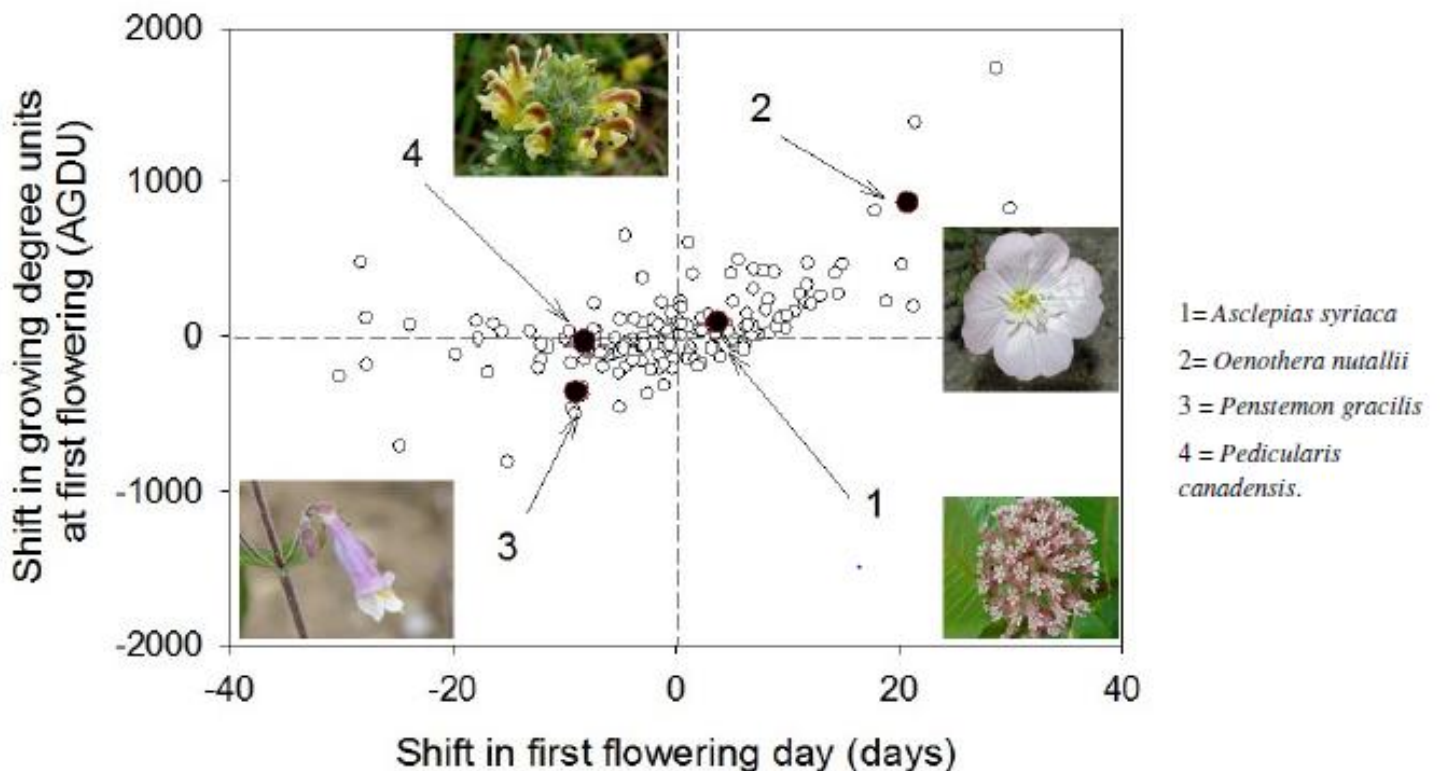 Shift in growing degree units
at first flowering (AGDU)
2000
1000
0
-1000
-2000
4
2
3
1
-40
-20
0
20
40
Shift in first flowering day (days)
1= Asclepias syriaca
2= Oenothera nutallii
3 = Penstemon gracilis
4 = Pedicularis
canadensis.